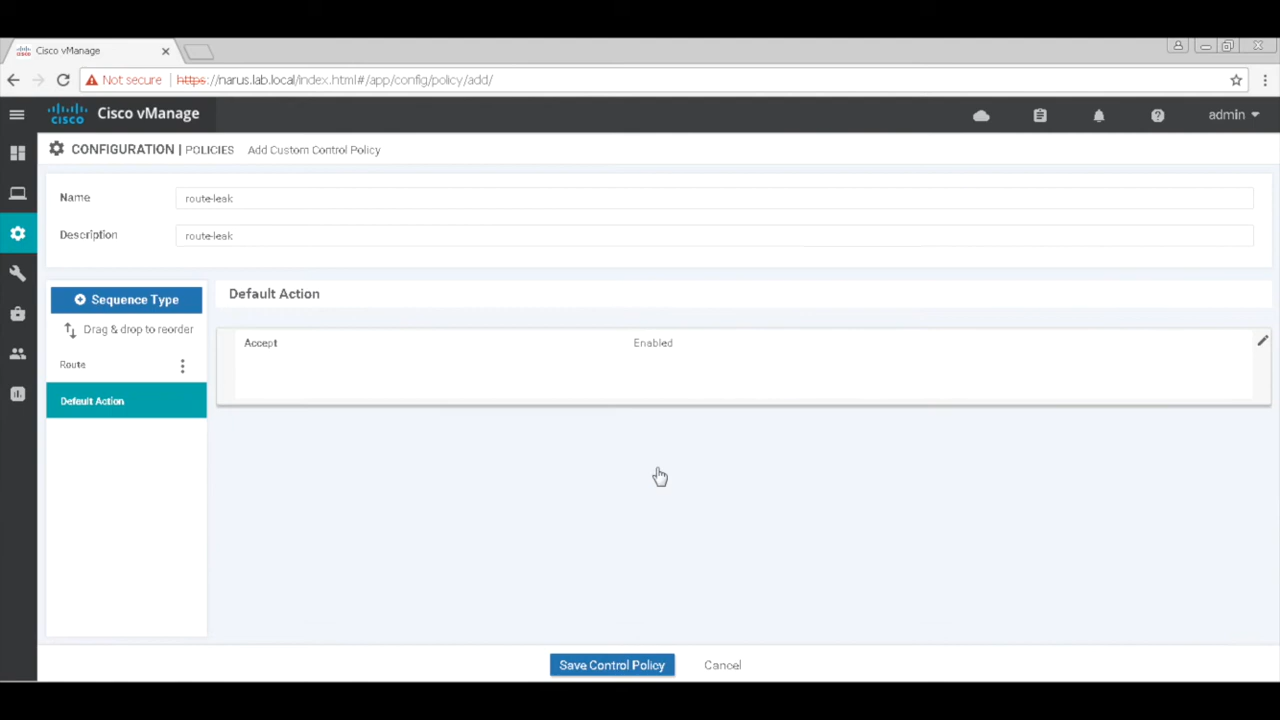 Cisco vManage
Not secure | https://narus.lab.local/index.html#/app/config/policy/add/
CISCO Cisco vManage
admin
CONFIGURATION | POLICIES Add Custom Control Policy
Name route-leak
Description route-leak
Sequence Type
Drag & drop to reorder
Route
Default Action
Default Action
Accept Enabled
Save Control Policy Cancel